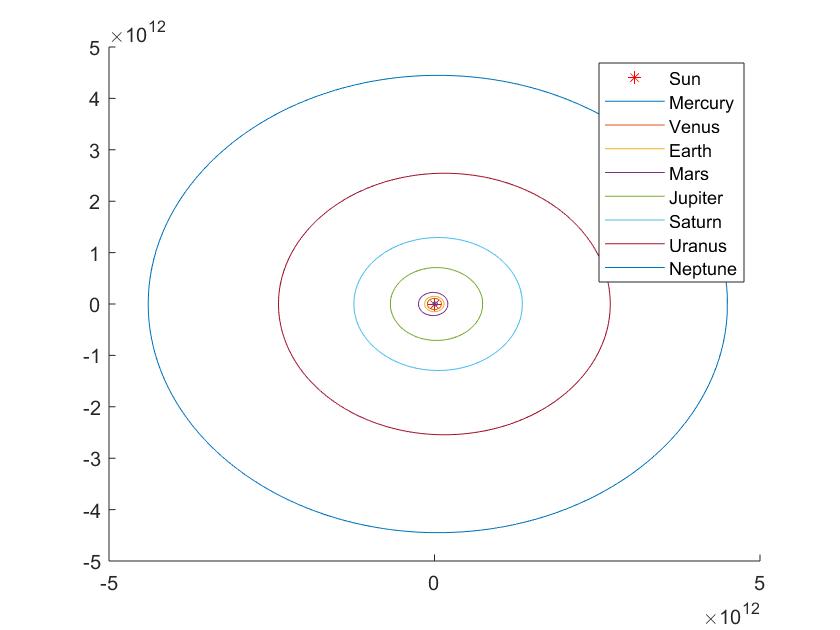 ×10^12
5
4
3
2
1
0
-1
-2
-3
-4
-5
Sun
Mercury
Venus
Earth
Mars
Jupiter
Saturn
Uranus
Neptune
-5 0 5
×10^12